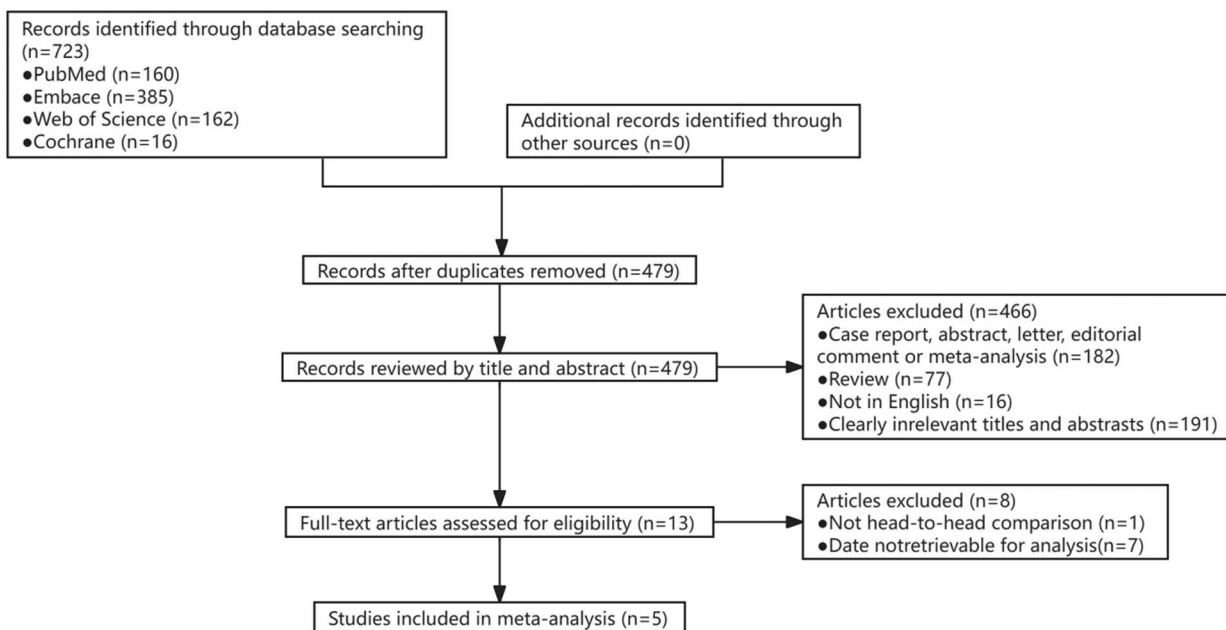 Records identified through database searching
(n=723)
●PubMed (n=160)
●Embace (n=385)
●Web of Science (n=162)
●Cochrane (n=16)
Additional records identified through
other sources (n=0)
Records after duplicates removed (n=479)
Records reviewed by title and abstract (n=479)
Articles excluded (n=466)
●Case report, abstract, letter, editorial
comment or meta-analysis (n=182)
●Review (n=77)
●Not in English (n=16)
●Clearly inrelevant titles and abstrasts (n=191)
Full-text articles assessed for eligibility (n=13)
Articles excluded (n=8)
●Not head-to-head comparison (n=1)
●Date notretrievable for analysis(n=7)
Studies included in meta-analysis (n=5)